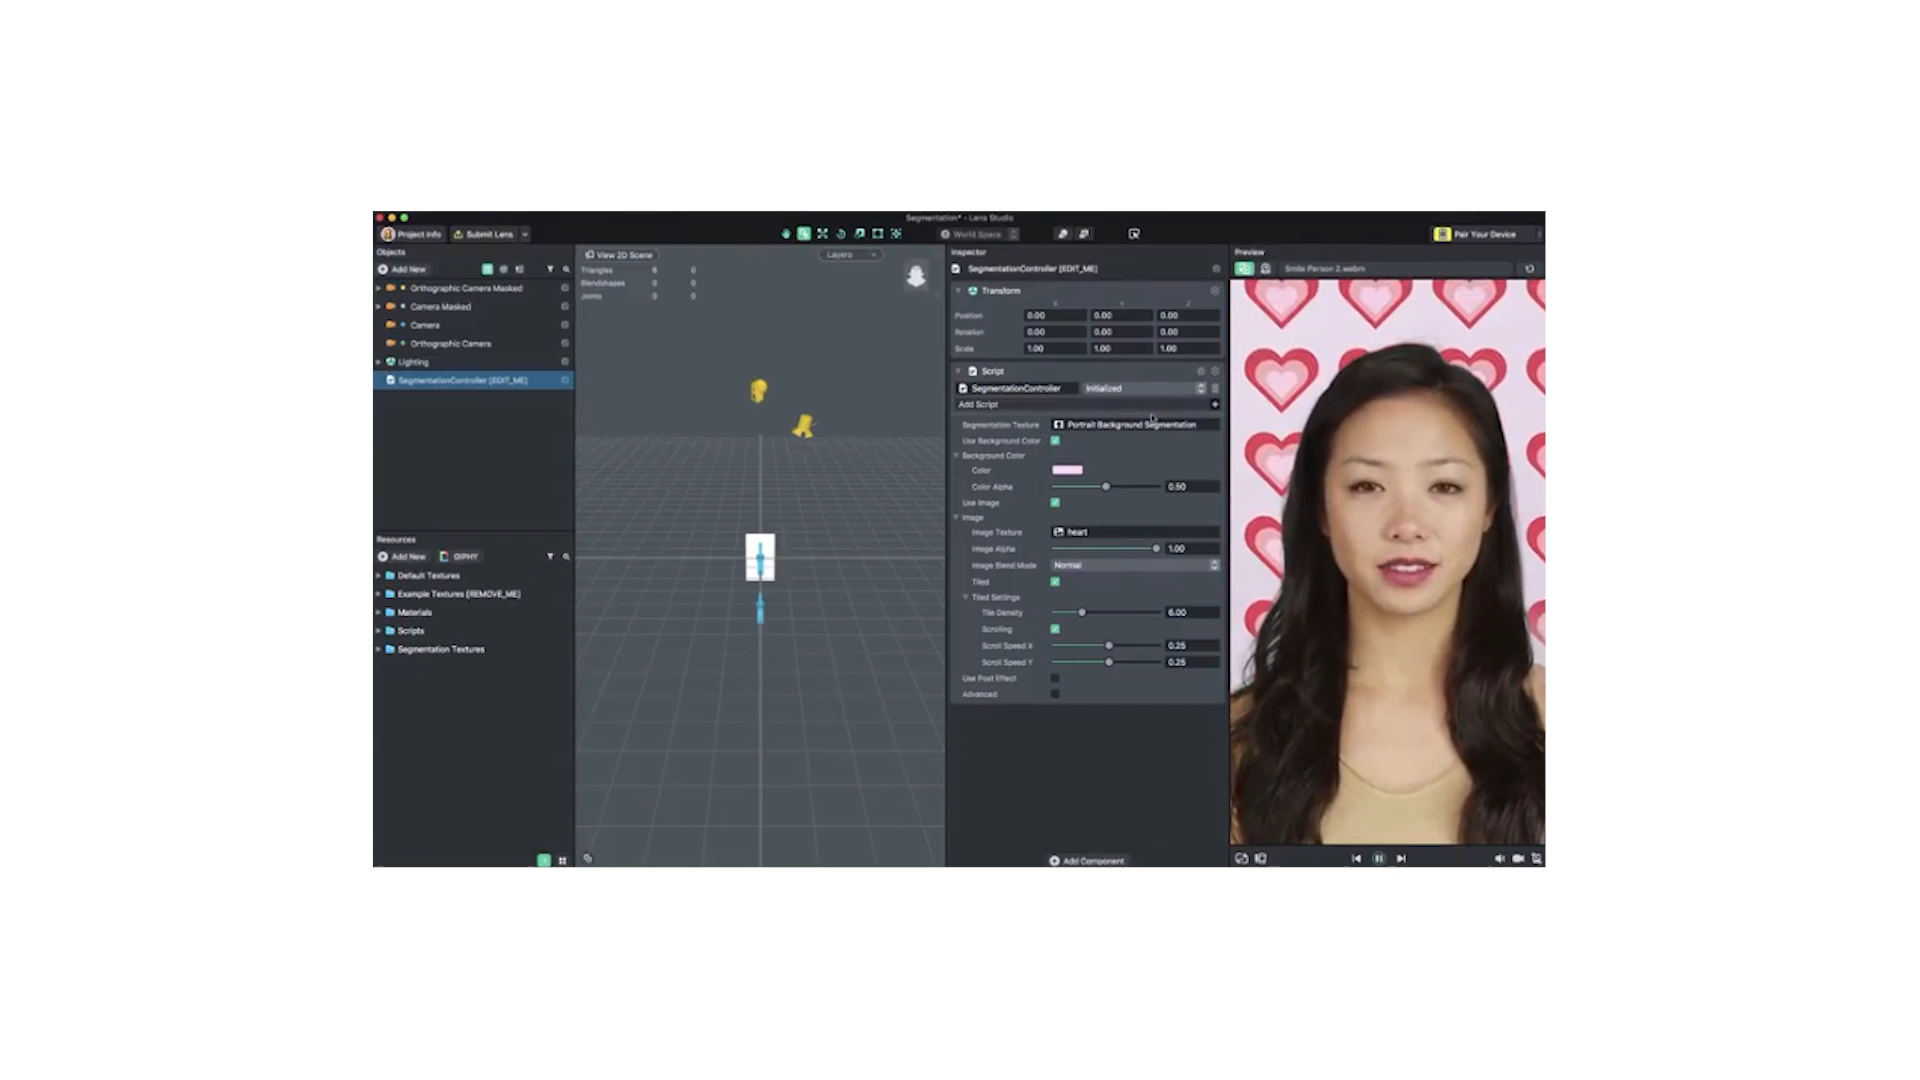 Segmentation* - Lens Studio
Project Info
Submit Lens
World Space
Pair Your Device
Objects
Add New
Orthographic Camera Masked
Camera Masked
Camera
Orthographic Camera
Lighting
SegmentationController [EDIT_ME]
Resources
Add New
GIPHY
Default Textures
Example Textures [REMOVE_ME]
Materials
Scripts
Segmentation Textures
View 2D Scene
Layers
Triangles 6 0
Blendshapes 0 0
Joints 0 0
Inspector
SegmentationController [EDIT_ME]
Transform
X Y Z
Position 0.00 0.00 0.00
Rotation 0.00 0.00 0.00
Scale 1.00 1.00 1.00
Script
SegmentationController Initialized
Add Script +
Segmentation Texture Portrait Background Segmentation
Use Background Color
Background Color
Color
Color Alpha 0.50
Use Image
Image
Image Texture heart
Image Alpha 1.00
Image Blend Mode Normal
Tiled
Tiled Settings
Tile Density 6.00
Scrolling
Scroll Speed X 0.25
Scroll Speed Y 0.25
Use Post Effect
Advanced
Add Component
Preview
Smile Person 2.webm